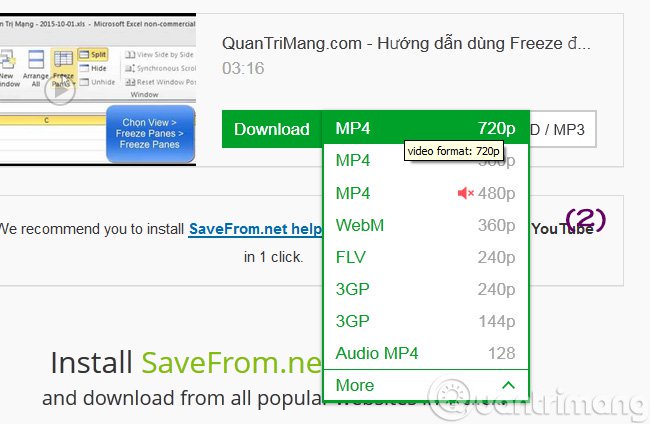 n Trị Mạng - 2015-10-01.xls - Microsoft Excel non-commercial
New Window
Arrange All
Freeze Panes
Split
Hide
Unhide
View Side by Side
Synchronous Scroll
Reset Window Pos
Window
C
Chọn View >
Freeze Panes >
Freeze Panes
QuanTriMang.com - Hướng dẫn dùng Freeze đ...
03:16
Download
MP4 720p
D / MP3
video format: 720p
MP4 360p
MP4 480p
WebM 360p
FLV 240p
3GP 240p
3GP 144p
Audio MP4 128
More
We recommend you to install SaveFrom.net help
YouTube
(2)
in 1 click.
Install SaveFrom.ne
and download from all popular websites in
quantrimang